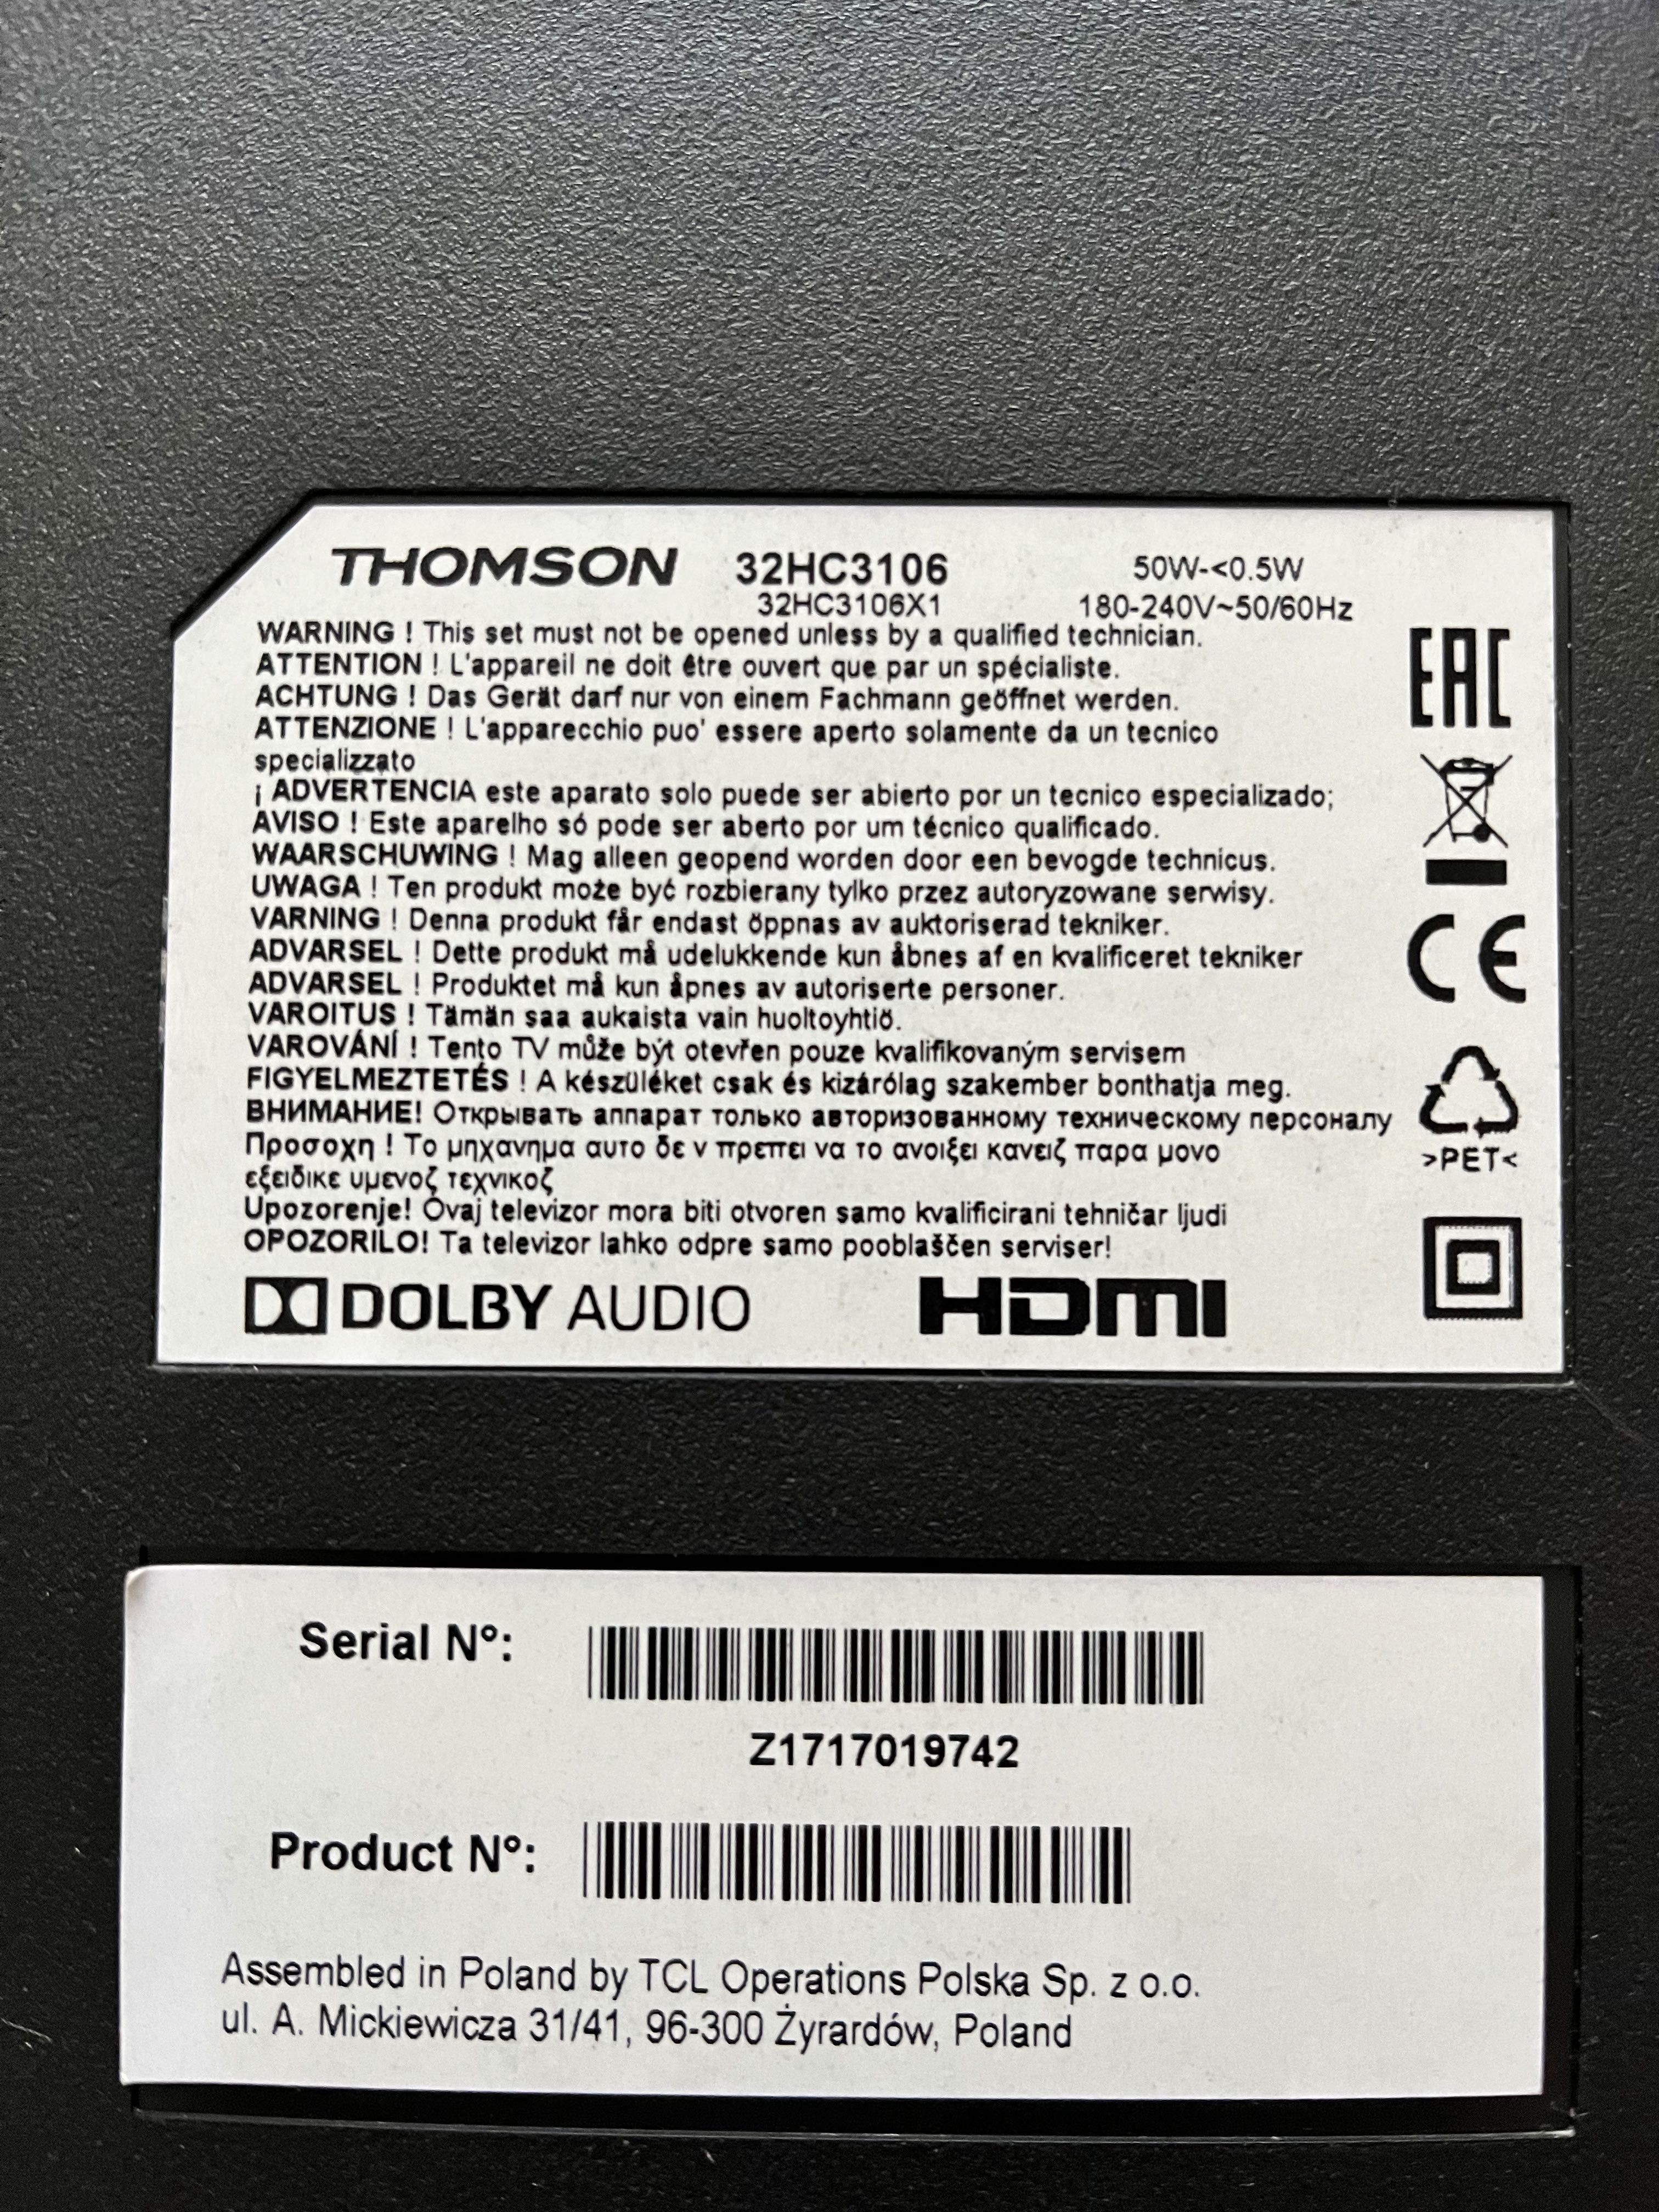 THOMSON 32HC3106 50W-<0.5W
32HC3106X1 180-240V~50/60Hz
WARNING ! This set must not be opened unless by a qualified technician.
ATTENTION ! L'appareil ne doit être ouvert que par un spécialiste.
ACHTUNG ! Das Gerät darf nur von einem Fachmann geöffnet werden.
ATTENZIONE ! L'apparecchio puo' essere aperto solamente da un tecnico
specializzato
¡ ADVERTENCIA este aparato solo puede ser abierto por un tecnico especializado;
AVISO ! Este aparelho só pode ser aberto por um técnico qualificado.
WAARSCHUWING ! Mag alleen geopend worden door een bevogde technicus.
UWAGA ! Ten produkt może być rozbierany tylko przez autoryzowane serwisy.
VARNING ! Denna produkt får endast öppnas av auktoriserad tekniker.
ADVARSEL ! Dette produkt må udelukkende kun åbnes af en kvalificeret tekniker
ADVARSEL ! Produktet må kun åpnes av autoriserte personer.
VAROITUS ! Tämän saa aukaista vain huoltoyhtiö.
VAROVÁNÍ ! Tento TV může být otevřen pouze kvalifikovaným servisem
FIGYELMEZTETÉS ! A készüléket csak és kizárólag szakember bonthatja meg.
ВНИМАНИЕ! Открывать аппарат только авторизованному техническому персоналу
Προσοχη ! Το μηχανημα αυτο δε ν πρεπει να το ανοιξει κανειζ παρα μονο
εξειδικε υμενοζ τεχνικοζ
Upozorenje! Ovaj televizor mora biti otvoren samo kvalificirani tehničar ljudi
OPOZORILO! Ta televizor lahko odpre samo pooblaščen serviser!
DOLBY AUDIO HDMI
EAC
CE
>PET<
Serial N°:
Z1717019742
Product N°:
Assembled in Poland by TCL Operations Polska Sp. z o.o.
ul. A. Mickiewicza 31/41, 96-300 Żyrardów, Poland